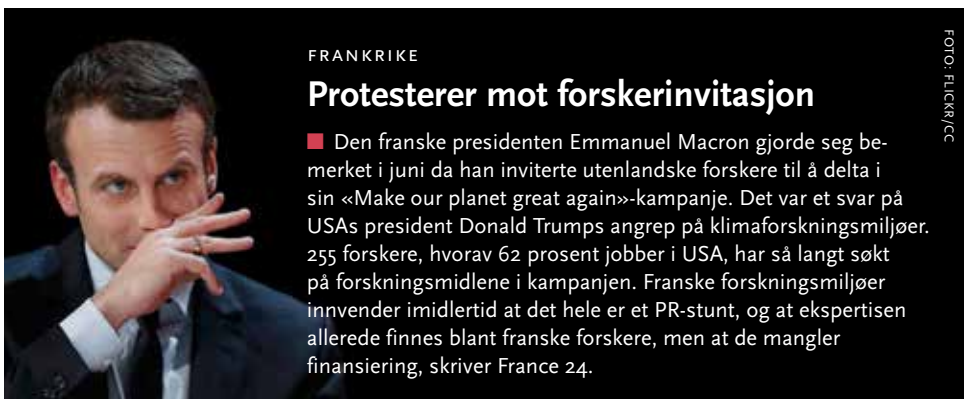 FRANKRIKE
Protesterer mot forskerinvitasjon
Den franske presidenten Emmanuel Macron gjorde seg be-
merket i juni da han inviterte utenlandske forskere til å delta i
sin «Make our planet great again»-kampanje. Det var et svar på
USAs president Donald Trumps angrep på klimaforskningsmiljøer.
255 forskere, hvorav 62 prosent jobber i USA, har så langt søkt
på forskningsmidlene i kampanjen. Franske forskningsmiljøer
innvender imidlertid at det hele er et PR-stunt, og at ekspertisen
allerede finnes blant franske forskere, men at de mangler
finansiering, skriver France 24.
FOTO: FLICKR/CC